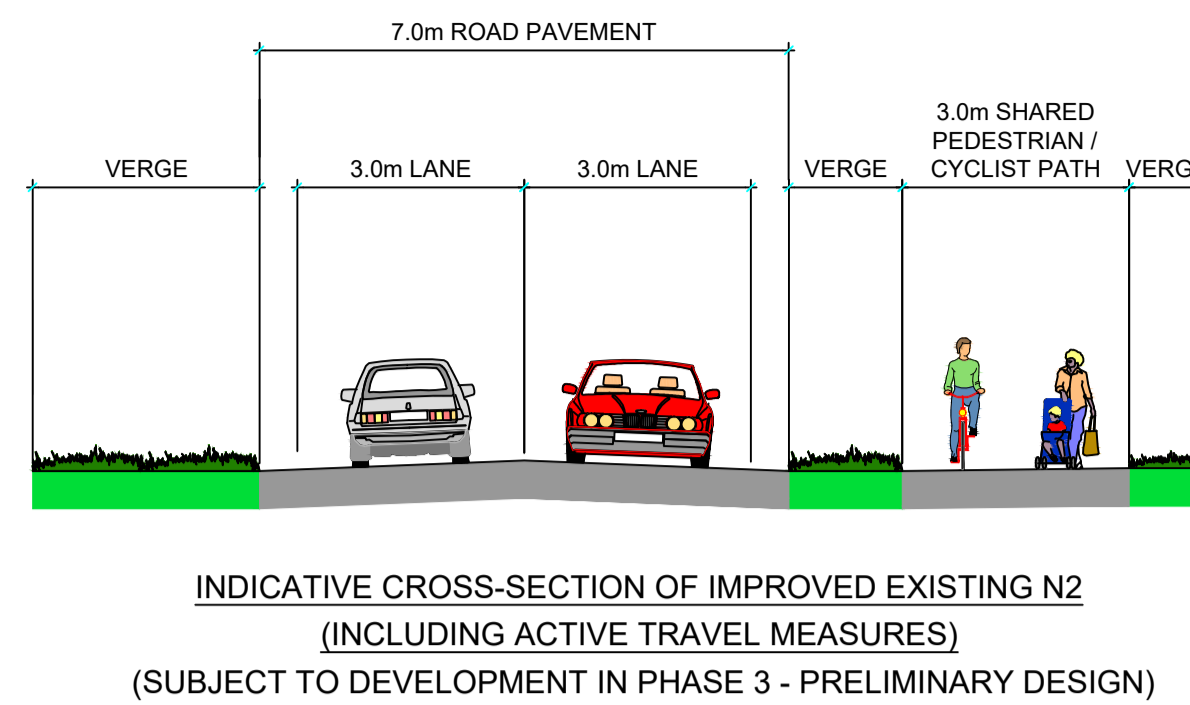 7.0m ROAD PAVEMENT
3.0m SHARED
PEDESTRIAN /
VERGE 3.0m LANE 3.0m LANE VERGE CYCLIST PATH VERG
INDICATIVE CROSS-SECTION OF IMPROVED EXISTING N2
(INCLUDING ACTIVE TRAVEL MEASURES)
(SUBJECT TO DEVELOPMENT IN PHASE 3 - PRELIMINARY DESIGN)